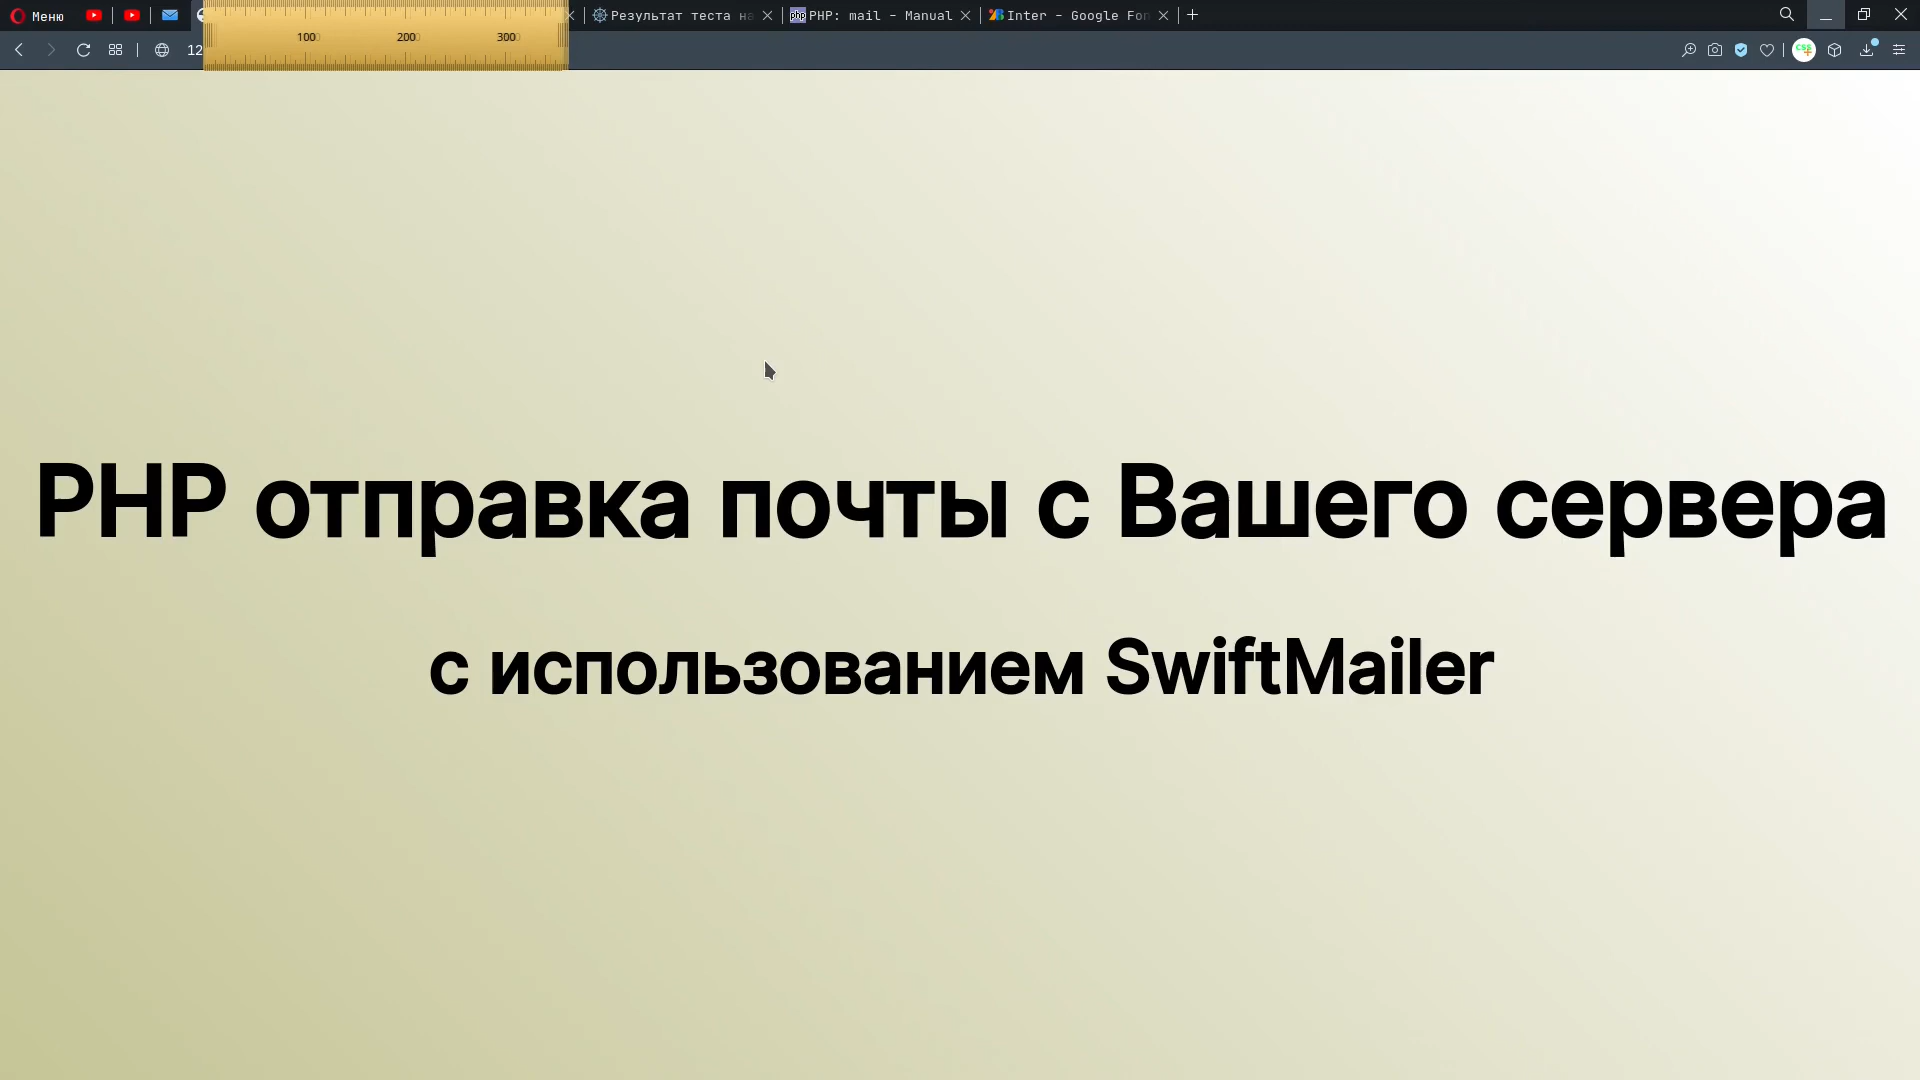 Меню
Результат теста на
PHP: mail – Manual
Inter – Google Fon
100
200
300
12
css
PHP отправка почты с Вашего сервера
с использованием SwiftMailer